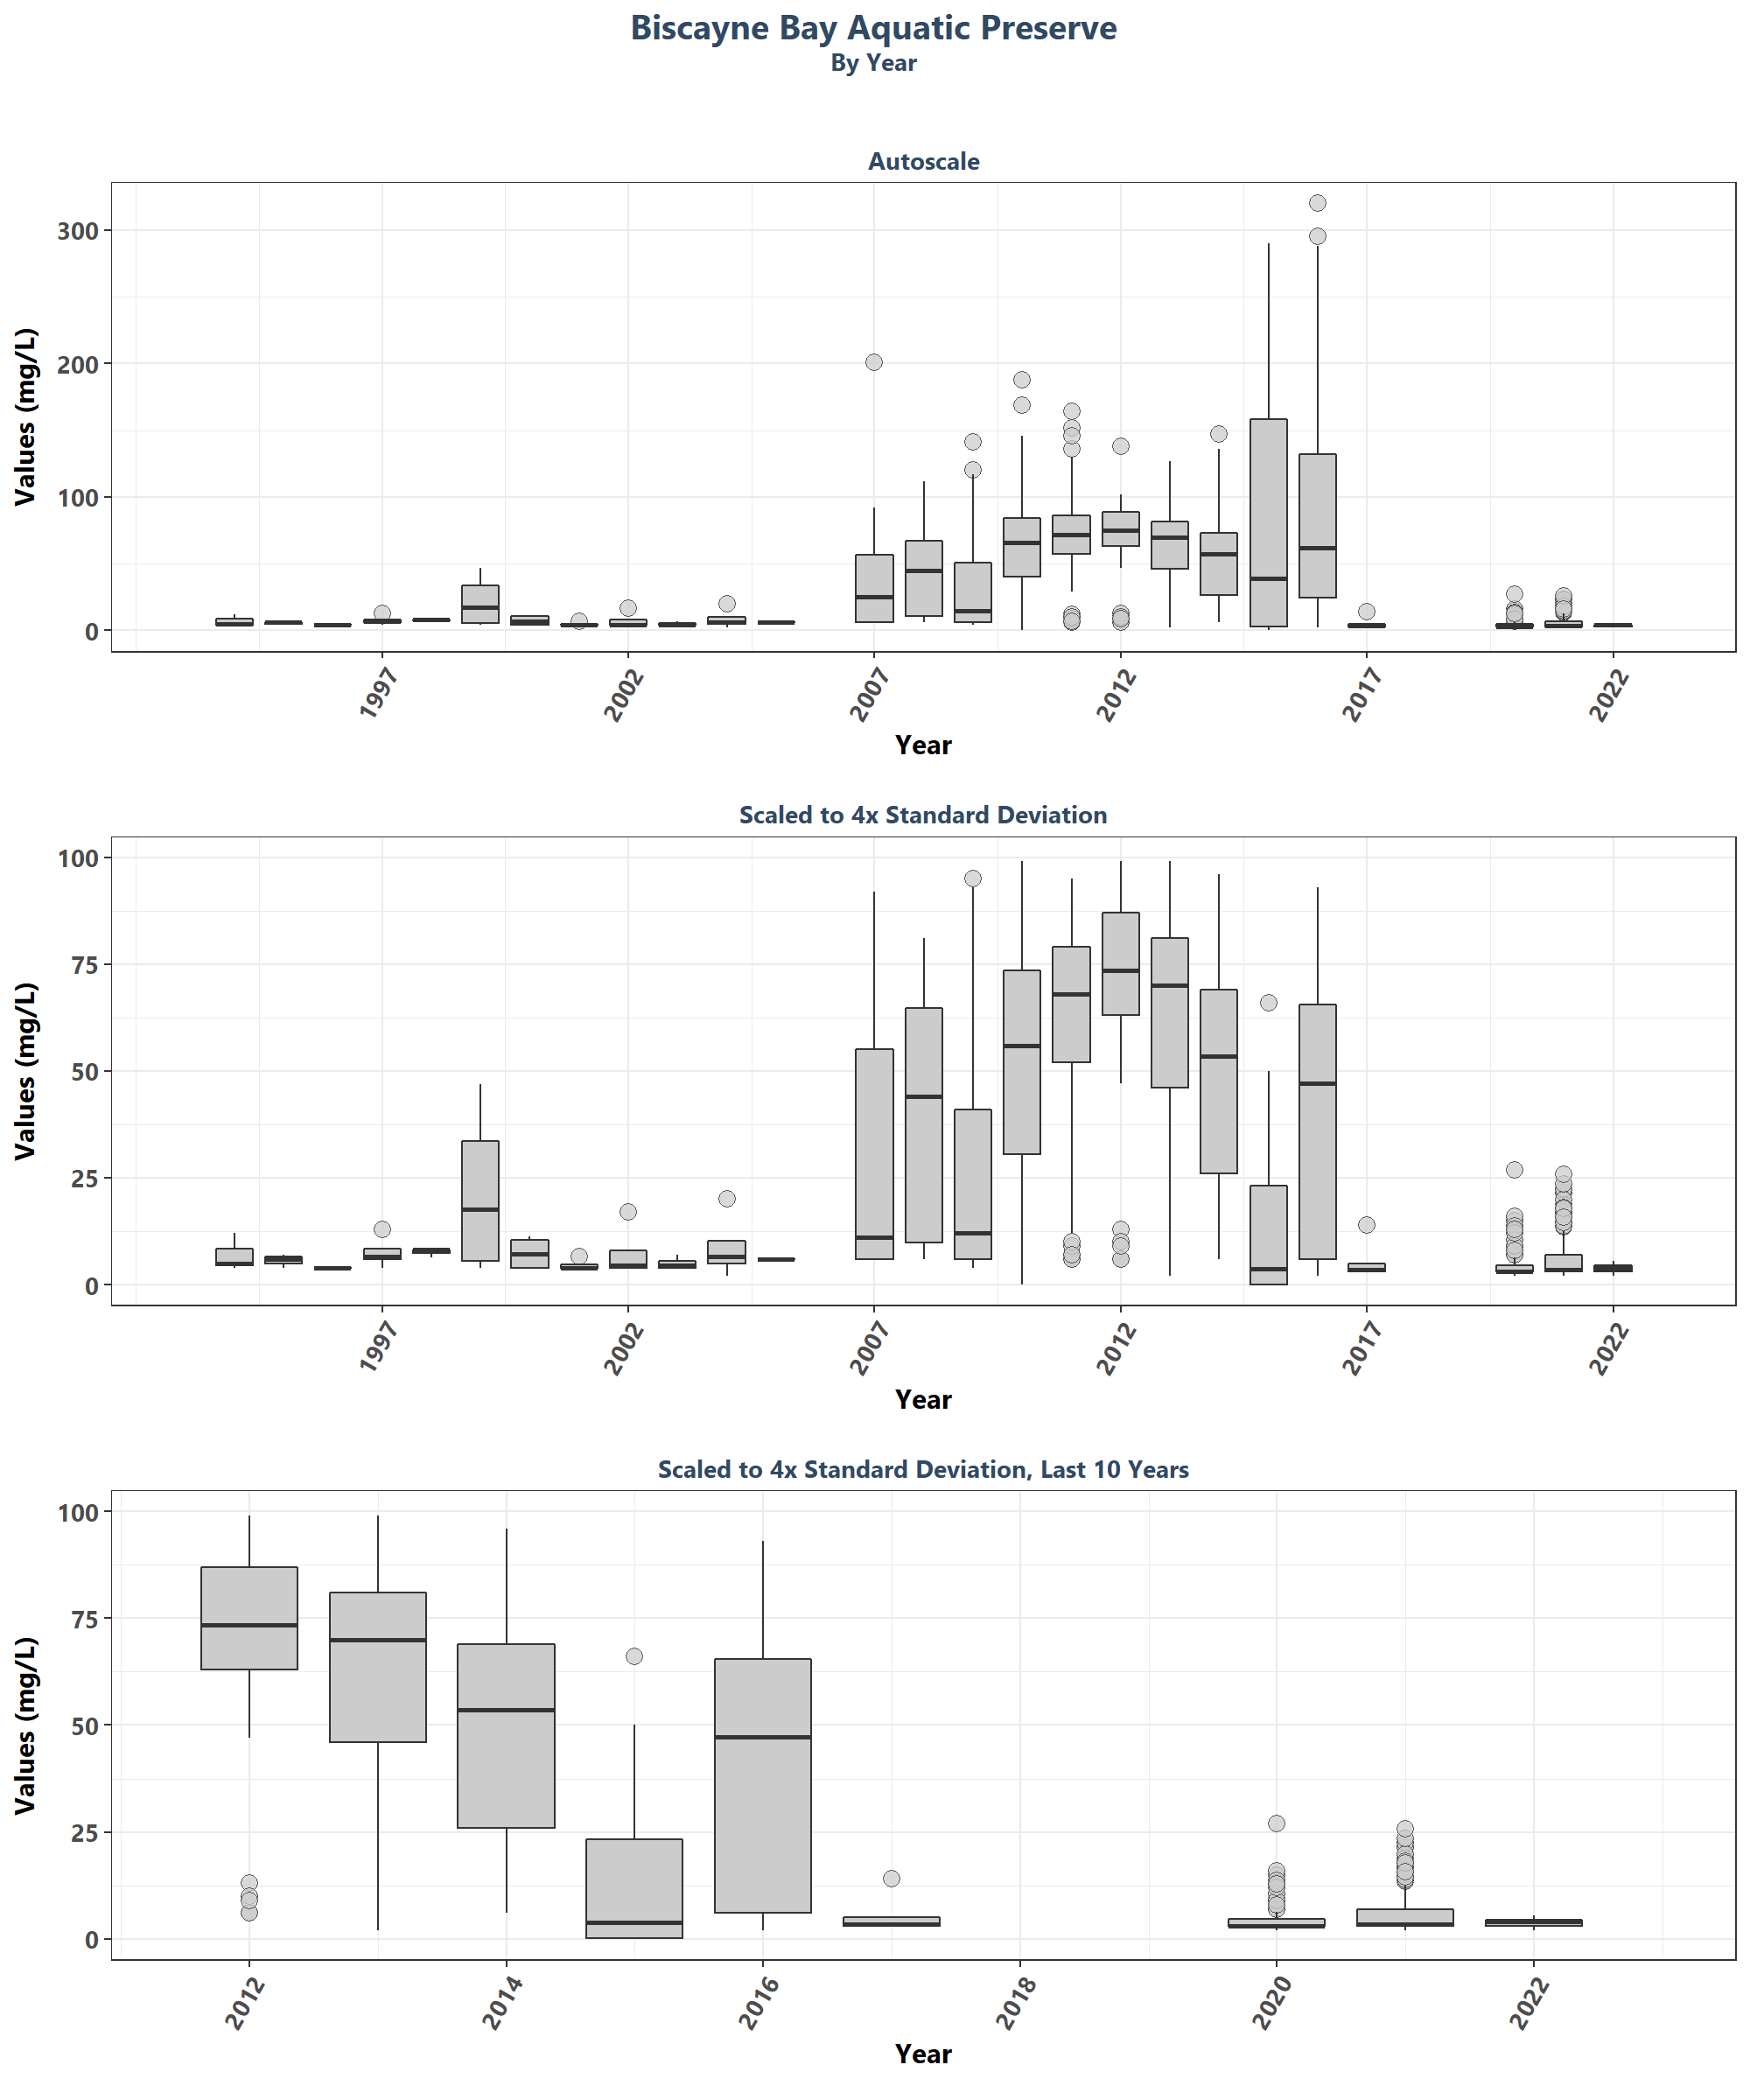 Biscayne Bay Aquatic Preserve
By Year
Autoscale
Values (mg/L)
300
200
100
0
1997
2002
2007
2012
2017
2022
Year
Scaled to 4x Standard Deviation
Values (mg/L)
100
75
50
25
0
1997
2002
2007
2012
2017
2022
Year
Scaled to 4x Standard Deviation, Last 10 Years
Values (mg/L)
100
75
50
25
0
2012
2014
2016
2018
2020
2022
Year